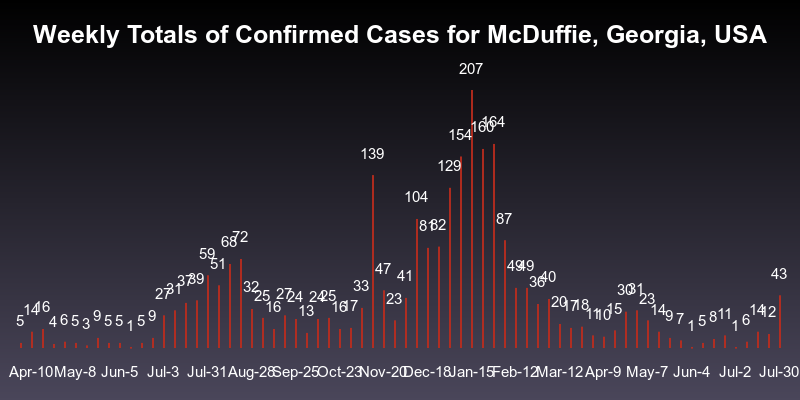 Weekly Totals of Confirmed Cases for McDuffie, Georgia, USA
5 14 16 4 6 5 3 9 5 5 1 5 9 27 31 37 39 59 51 68 72 32 25 16 27 24 13 24 25 16 17 33 139 47 23 41 104 81 82 129 154 207 160 164 87 49 49 36 40 20 17 18 11 10 15 30 31 23 14 9 7 1 5 8 11 1 6 14 12 43
Apr-10 May-8 Jun-5 Jul-3 Jul-31 Aug-28 Sep-25 Oct-23 Nov-20 Dec-18 Jan-15 Feb-12 Mar-12 Apr-9 May-7 Jun-4 Jul-2 Jul-30